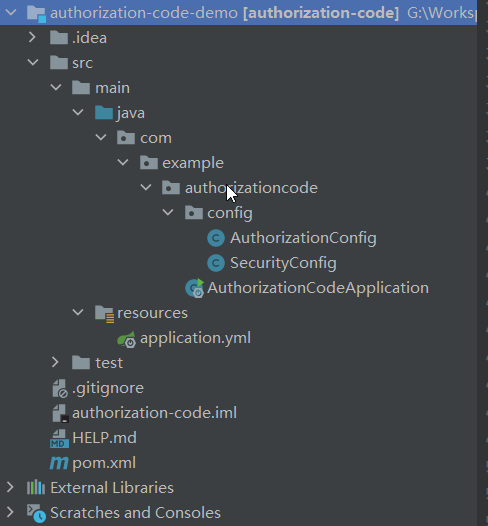 authorization-code-demo [authorization-code] G:\Worksp
.idea
src
main
java
com
example
authorizationcode
config
C AuthorizationConfig
C SecurityConfig
AuthorizationCodeApplication
resources
application.yml
test
.gitignore
authorization-code.iml
MD HELP.md
m pom.xml
External Libraries
Scratches and Consoles